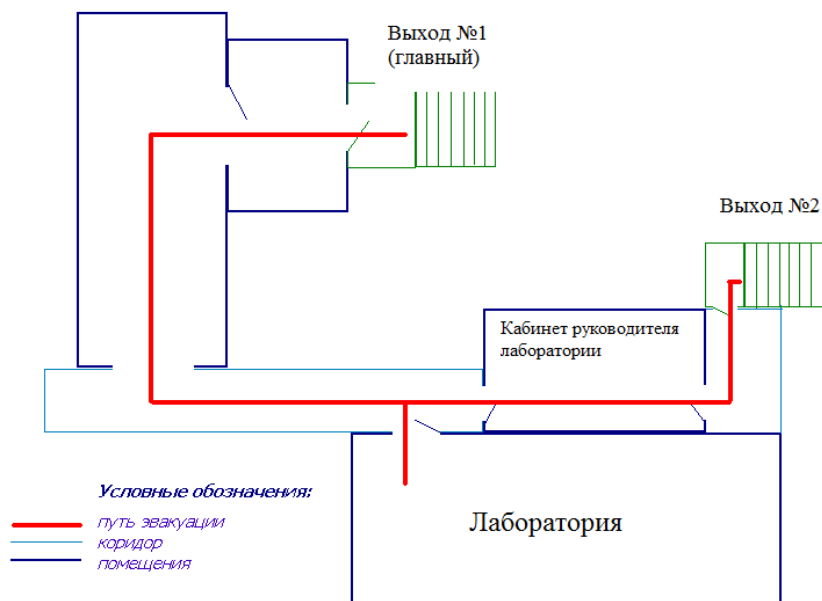 Выход №1
(главный)
Выход №2
Кабинет руководителя
лаборатории
Лаборатория
Условные обозначения:
путь эвакуации
коридор
помещения